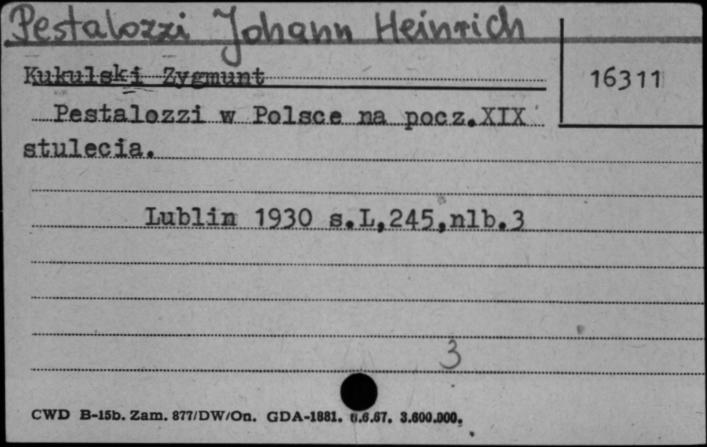 Pestalozzi Johann Heinrich
Kukulski Zygmunt
16311
Pestalozzi w Polsce na pocz.XIX
stulecia.
Lublin 1930 s.L,245,nlb.3
3
CWD B-15b. Zam. 877/DW/On. GDA-1881. 6.67. 3.600.000.